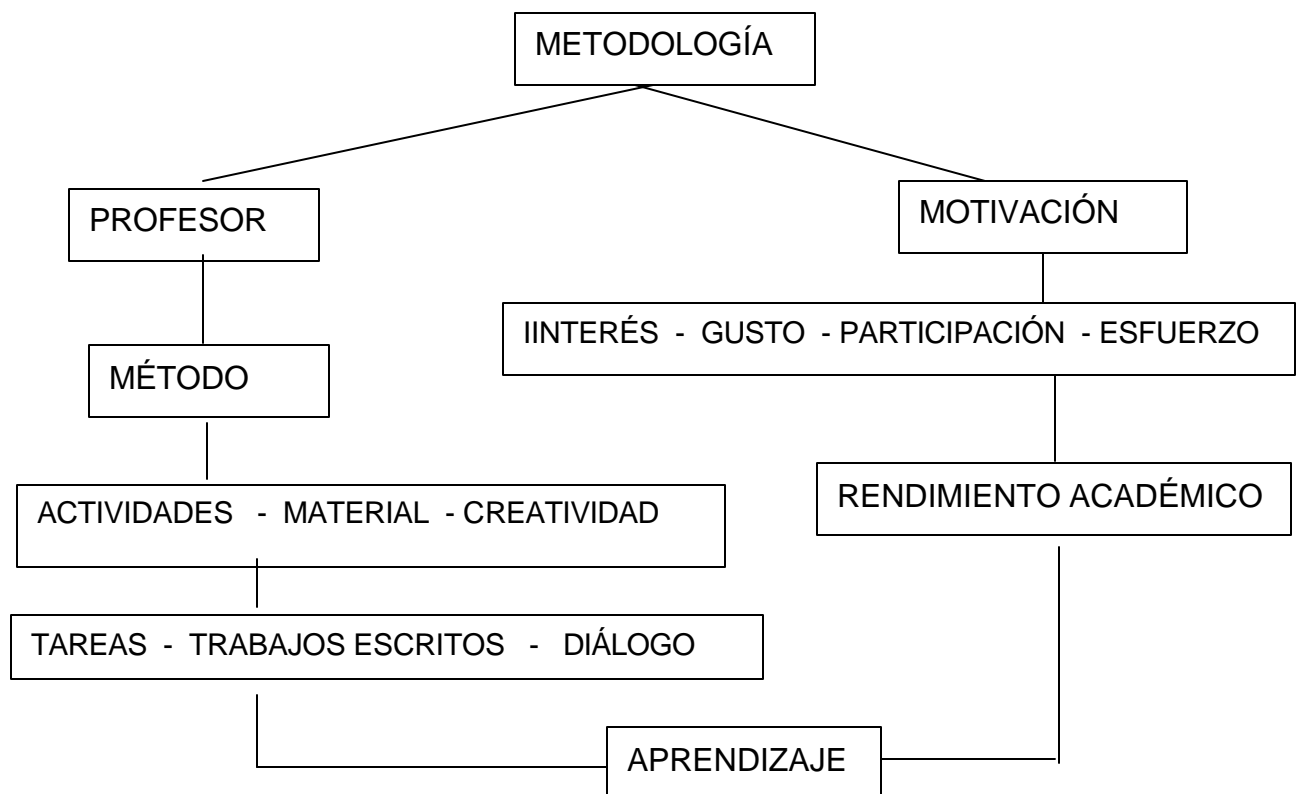 METODOLOGÍA
PROFESOR
MOTIVACIÓN
IINTERÉS - GUSTO - PARTICIPACIÓN - ESFUERZO
MÉTODO
RENDIMIENTO ACADÉMICO
ACTIVIDADES - MATERIAL - CREATIVIDAD
TAREAS - TRABAJOS ESCRITOS - DIÁLOGO
APRENDIZAJE